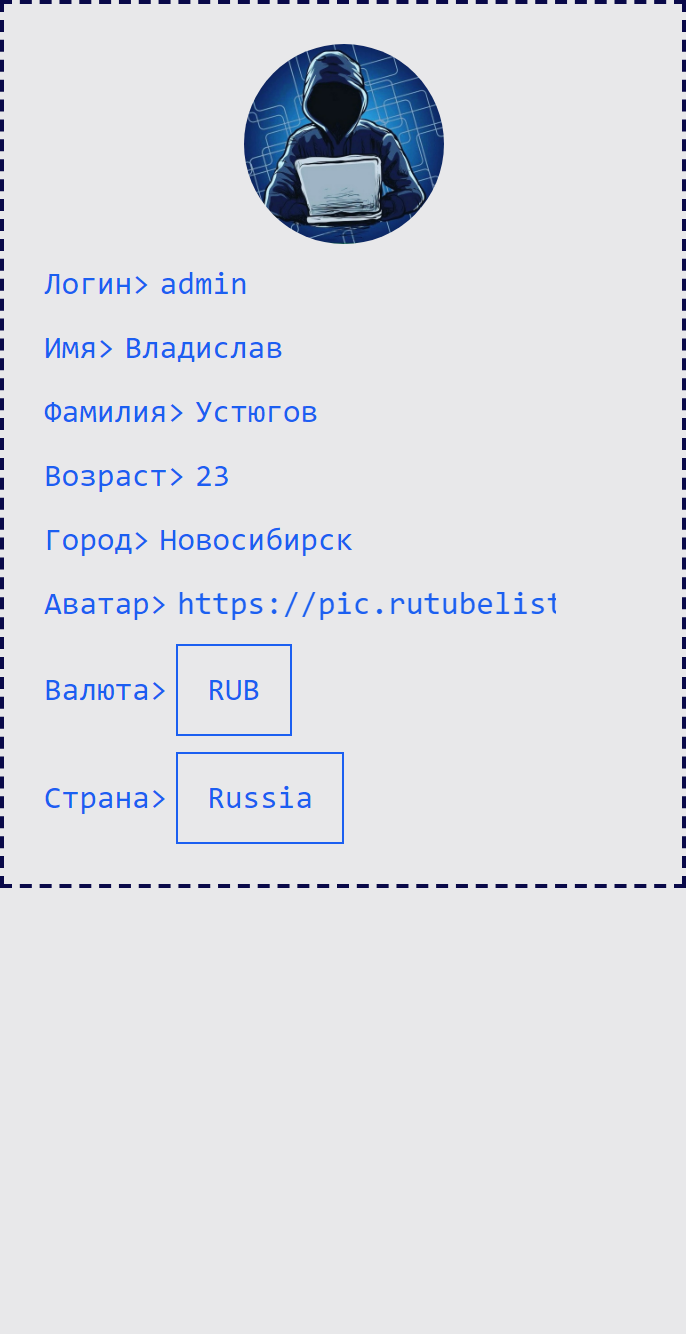 Логин> admin
Имя> Владислав
Фамилия> Устюгов
Возраст> 23
Город> Новосибирск
Аватар> https://pic.rutubelist
Валюта> RUB
Страна> Russia